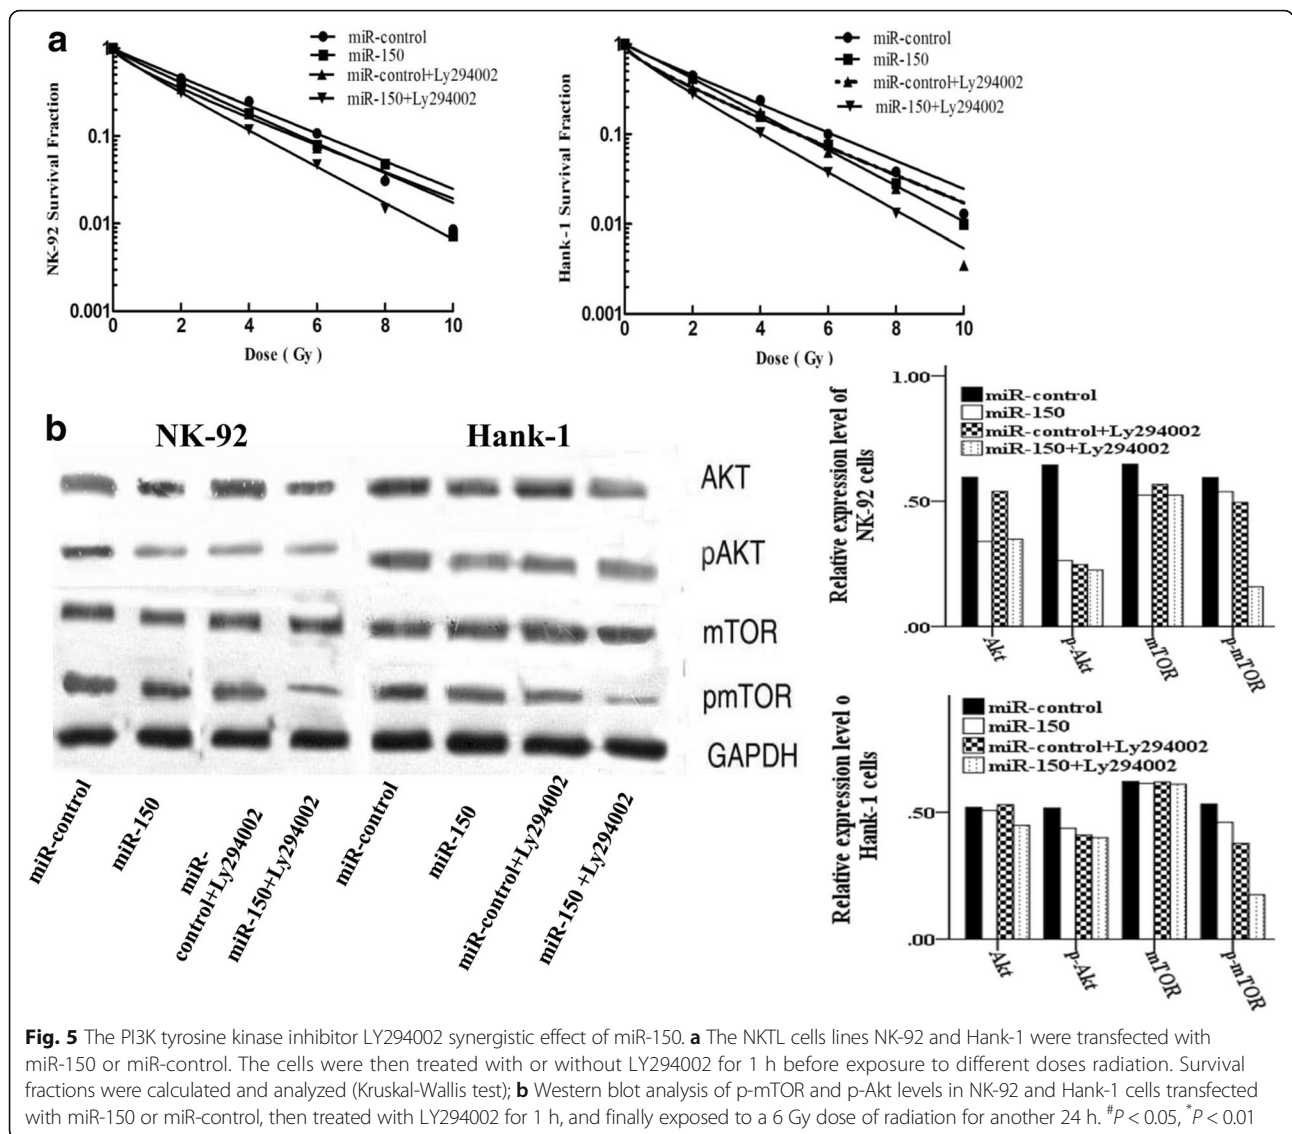 a
miR-control
miR-150
miR-control+Ly294002
miR-150+Ly294002
NK-92 Survival Fraction
1
0.1
0.01
0.001
0 2 4 6 8 10
Dose ( Gy )
miR-control
miR-150
miR-control+Ly294002
miR-150+Ly294002
Hank-1 Survival Fraction
1
0.1
0.01
0.001
0 2 4 6 8 10
Dose ( Gy )
b
NK-92 Hank-1
AKT
pAKT
mTOR
pmTOR
GAPDH
miR-control
miR-150
miR-
control+Ly294002
miR-150+Ly294002
miR-control
miR-150
miR-control+Ly294002
miR-150 +Ly294002
Relative expression level of
NK-92 cells
1.00
.50
.00
miR-control
miR-150
miR-control+Ly294002
miR-150+Ly294002
Akt
p-Akt
mTOR
p-mTOR
Relative expression level o
Hank-1 cells
.50
.00
miR-control
miR-150
miR-control+Ly294002
miR-150+Ly294002
Akt
p-Akt
mTOR
p-mTOR
Fig. 5 The PI3K tyrosine kinase inhibitor LY294002 synergistic effect of miR-150. a The NKTL cells lines NK-92 and Hank-1 were transfected with
miR-150 or miR-control. The cells were then treated with or without LY294002 for 1 h before exposure to different doses radiation. Survival
fractions were calculated and analyzed (Kruskal-Wallis test); b Western blot analysis of p-mTOR and p-Akt levels in NK-92 and Hank-1 cells transfected
with miR-150 or miR-control, then treated with LY294002 for 1 h, and finally exposed to a 6 Gy dose of radiation for another 24 h. #P < 0.05, *P < 0.01